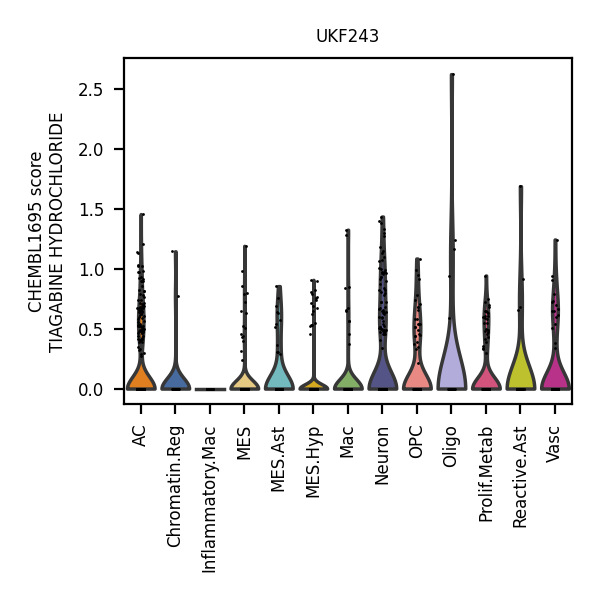 UKF243
CHEMBL1695 score
TIAGABINE HYDROCHLORIDE
2.5
2.0
1.5
1.0
0.5
0.0
AC
Chromatin.Reg
Inflammatory.Mac
MES
MES.Ast
MES.Hyp
Mac
Neuron
OPC
Oligo
Prolif.Metab
Reactive.Ast
Vasc